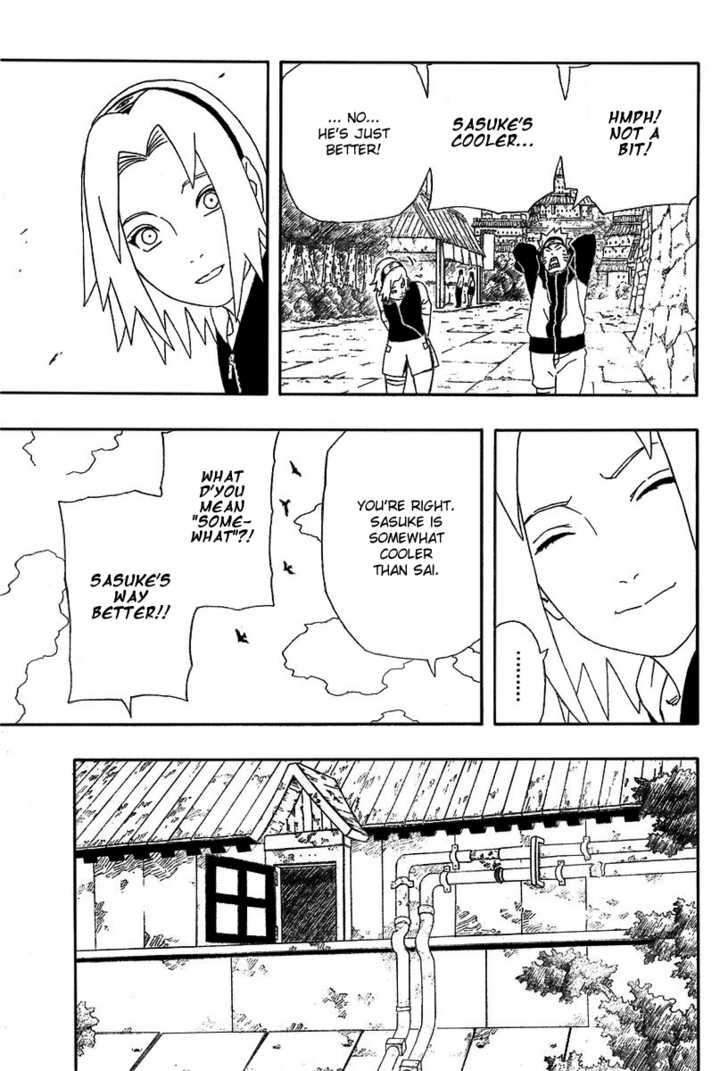 HMPH!
NOT A
BIT!
SASUKE'S
COOLER...
... NO...
HE'S JUST
BETTER!
.........
YOU'RE RIGHT.
SASUKE IS
SOMEWHAT
COOLER
THAN SAI.
WHAT
D'YOU
MEAN
"SOME-
WHAT"?!
SASUKE'S
WAY
BETTER!!